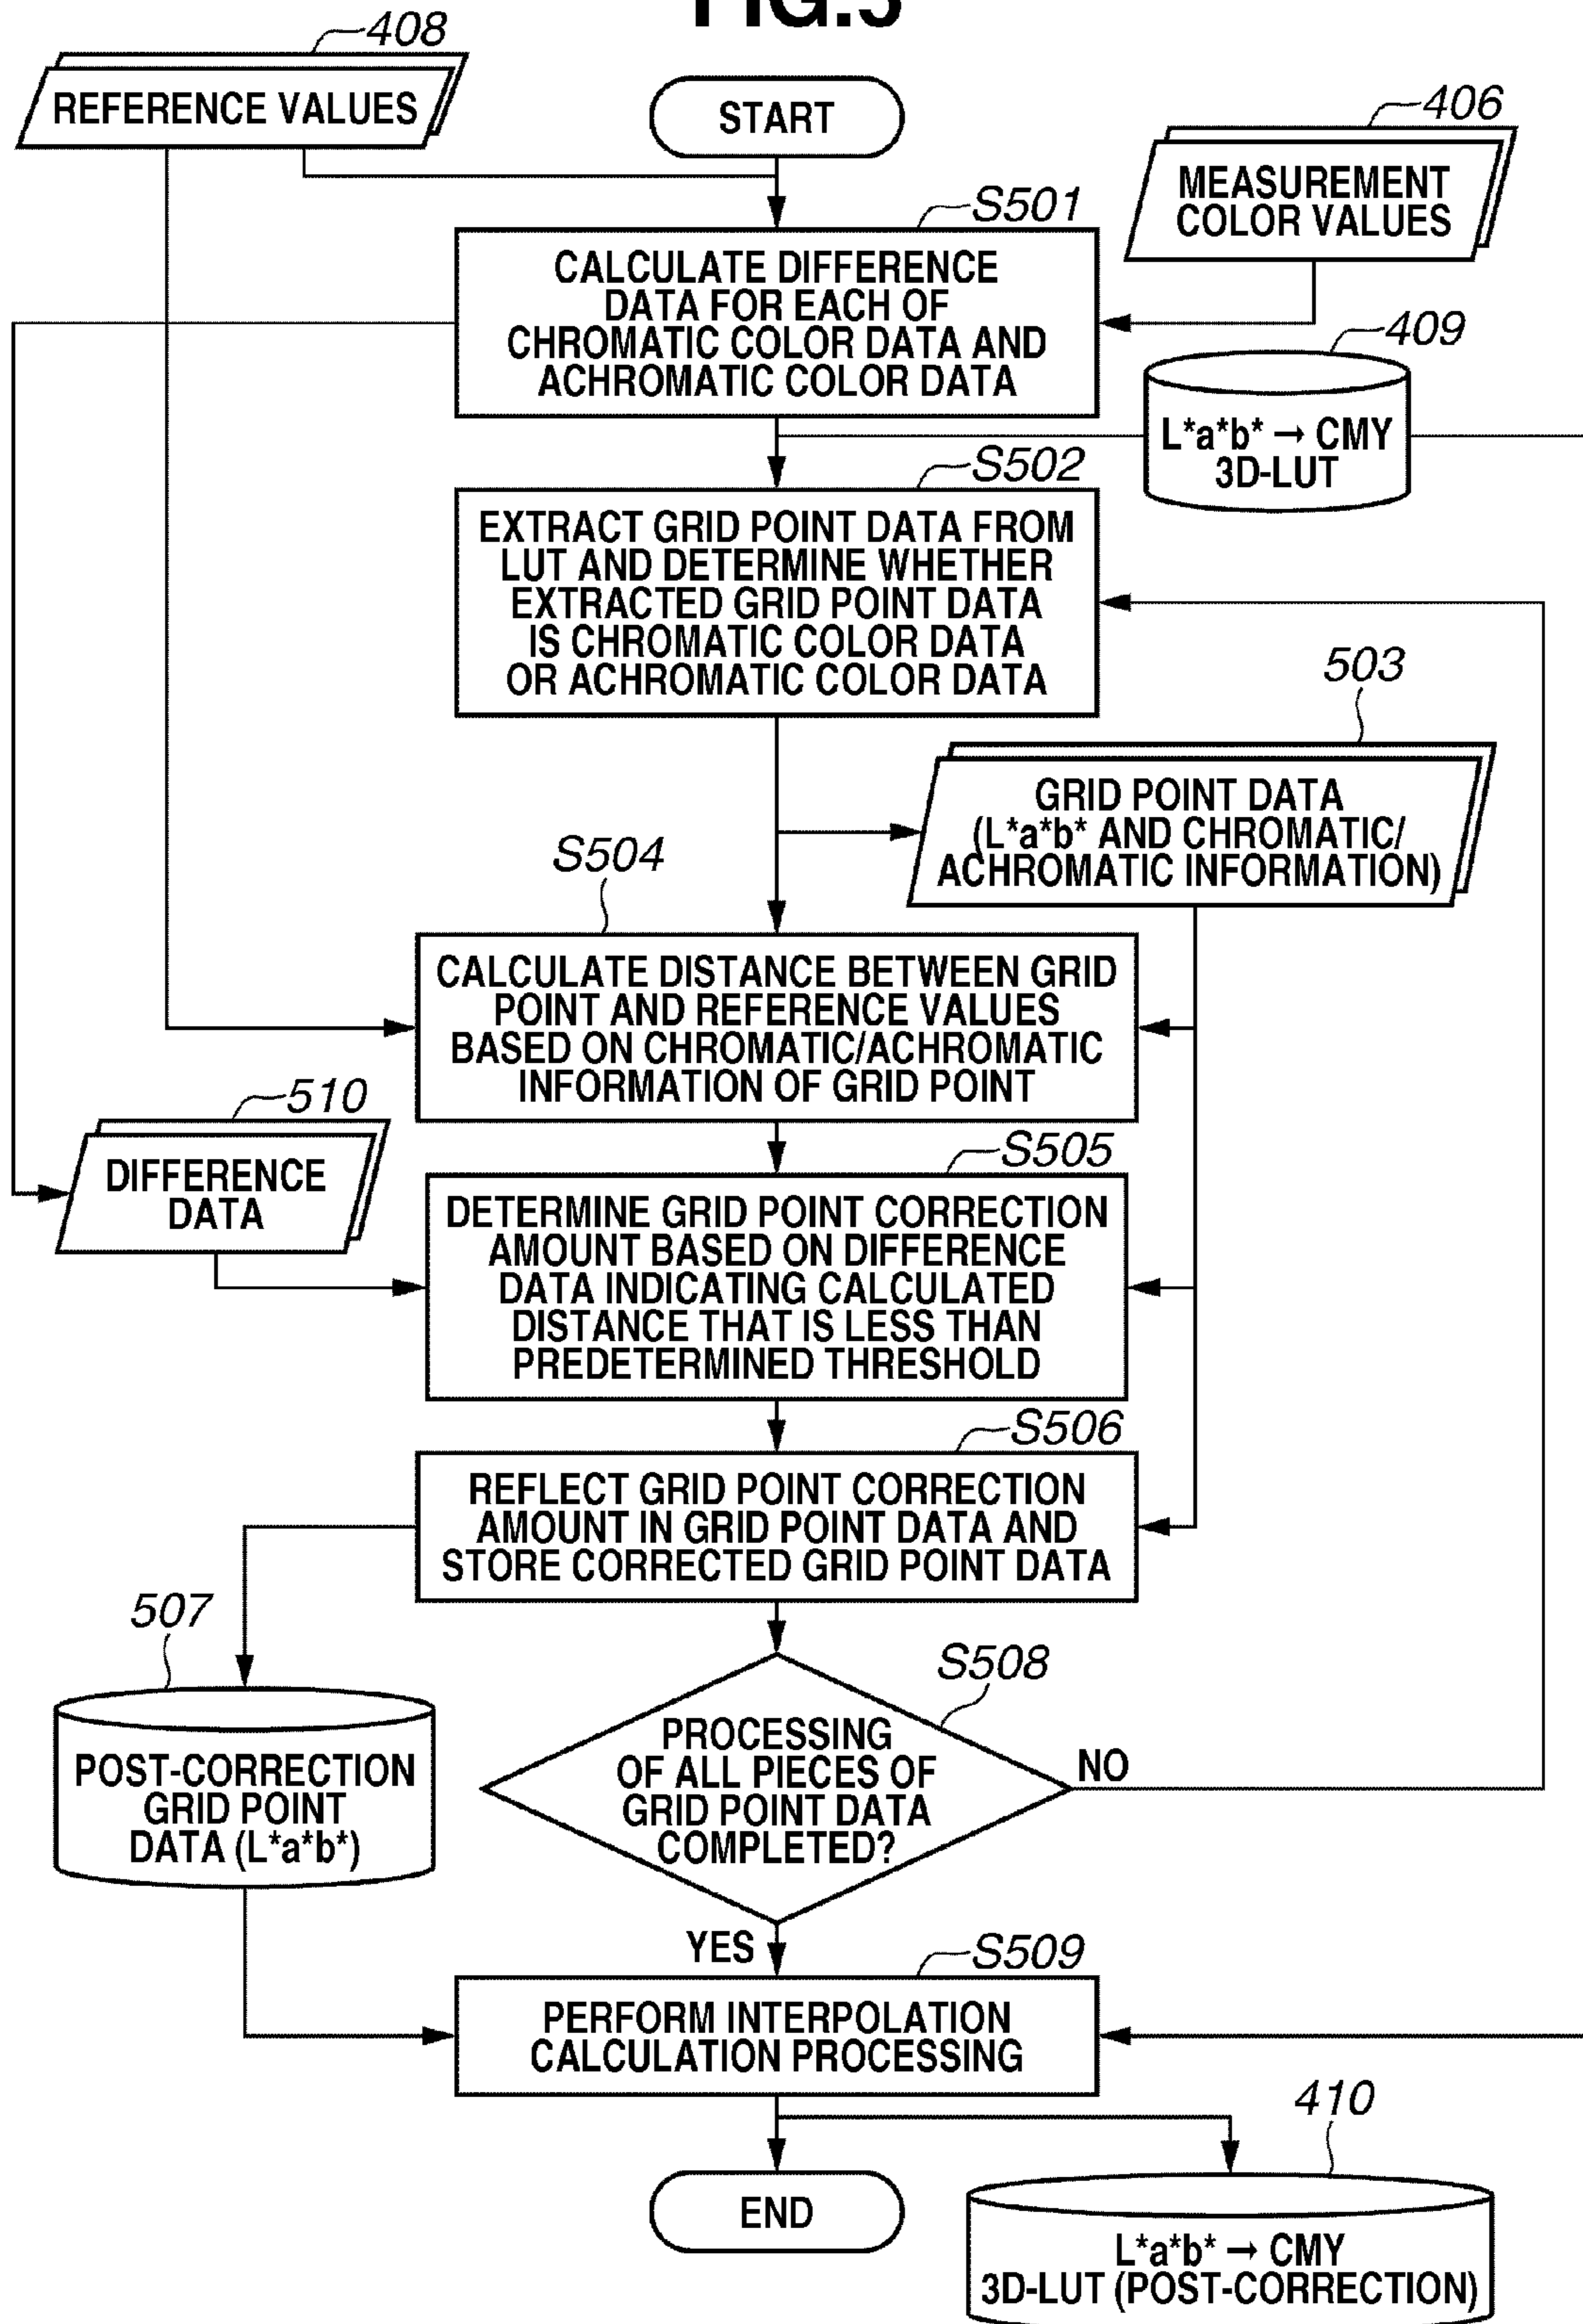 FIG.5
408
REFERENCE VALUES
START
406
MEASUREMENT
COLOR VALUES
S501
CALCULATE DIFFERENCE
DATA FOR EACH OF
CHROMATIC COLOR DATA AND
ACHROMATIC COLOR DATA
409
L*a*b* → CMY
3D-LUT
S502
EXTRACT GRID POINT DATA FROM
LUT AND DETERMINE WHETHER
EXTRACTED GRID POINT DATA
IS CHROMATIC COLOR DATA
OR ACHROMATIC COLOR DATA
503
GRID POINT DATA
(L*a*b* AND CHROMATIC/
ACHROMATIC INFORMATION)
S504
CALCULATE DISTANCE BETWEEN GRID
POINT AND REFERENCE VALUES
BASED ON CHROMATIC/ACHROMATIC
INFORMATION OF GRID POINT
510
DIFFERENCE
DATA
S505
DETERMINE GRID POINT CORRECTION
AMOUNT BASED ON DIFFERENCE
DATA INDICATING CALCULATED
DISTANCE THAT IS LESS THAN
PREDETERMINED THRESHOLD
S506
REFLECT GRID POINT CORRECTION
AMOUNT IN GRID POINT DATA AND
STORE CORRECTED GRID POINT DATA
507
POST-CORRECTION
GRID POINT
DATA (L*a*b*)
S508
PROCESSING
OF ALL PIECES OF
GRID POINT DATA
COMPLETED?
NO
YES
S509
PERFORM INTERPOLATION
CALCULATION PROCESSING
END
410
L*a*b* → CMY
3D-LUT (POST-CORRECTION)